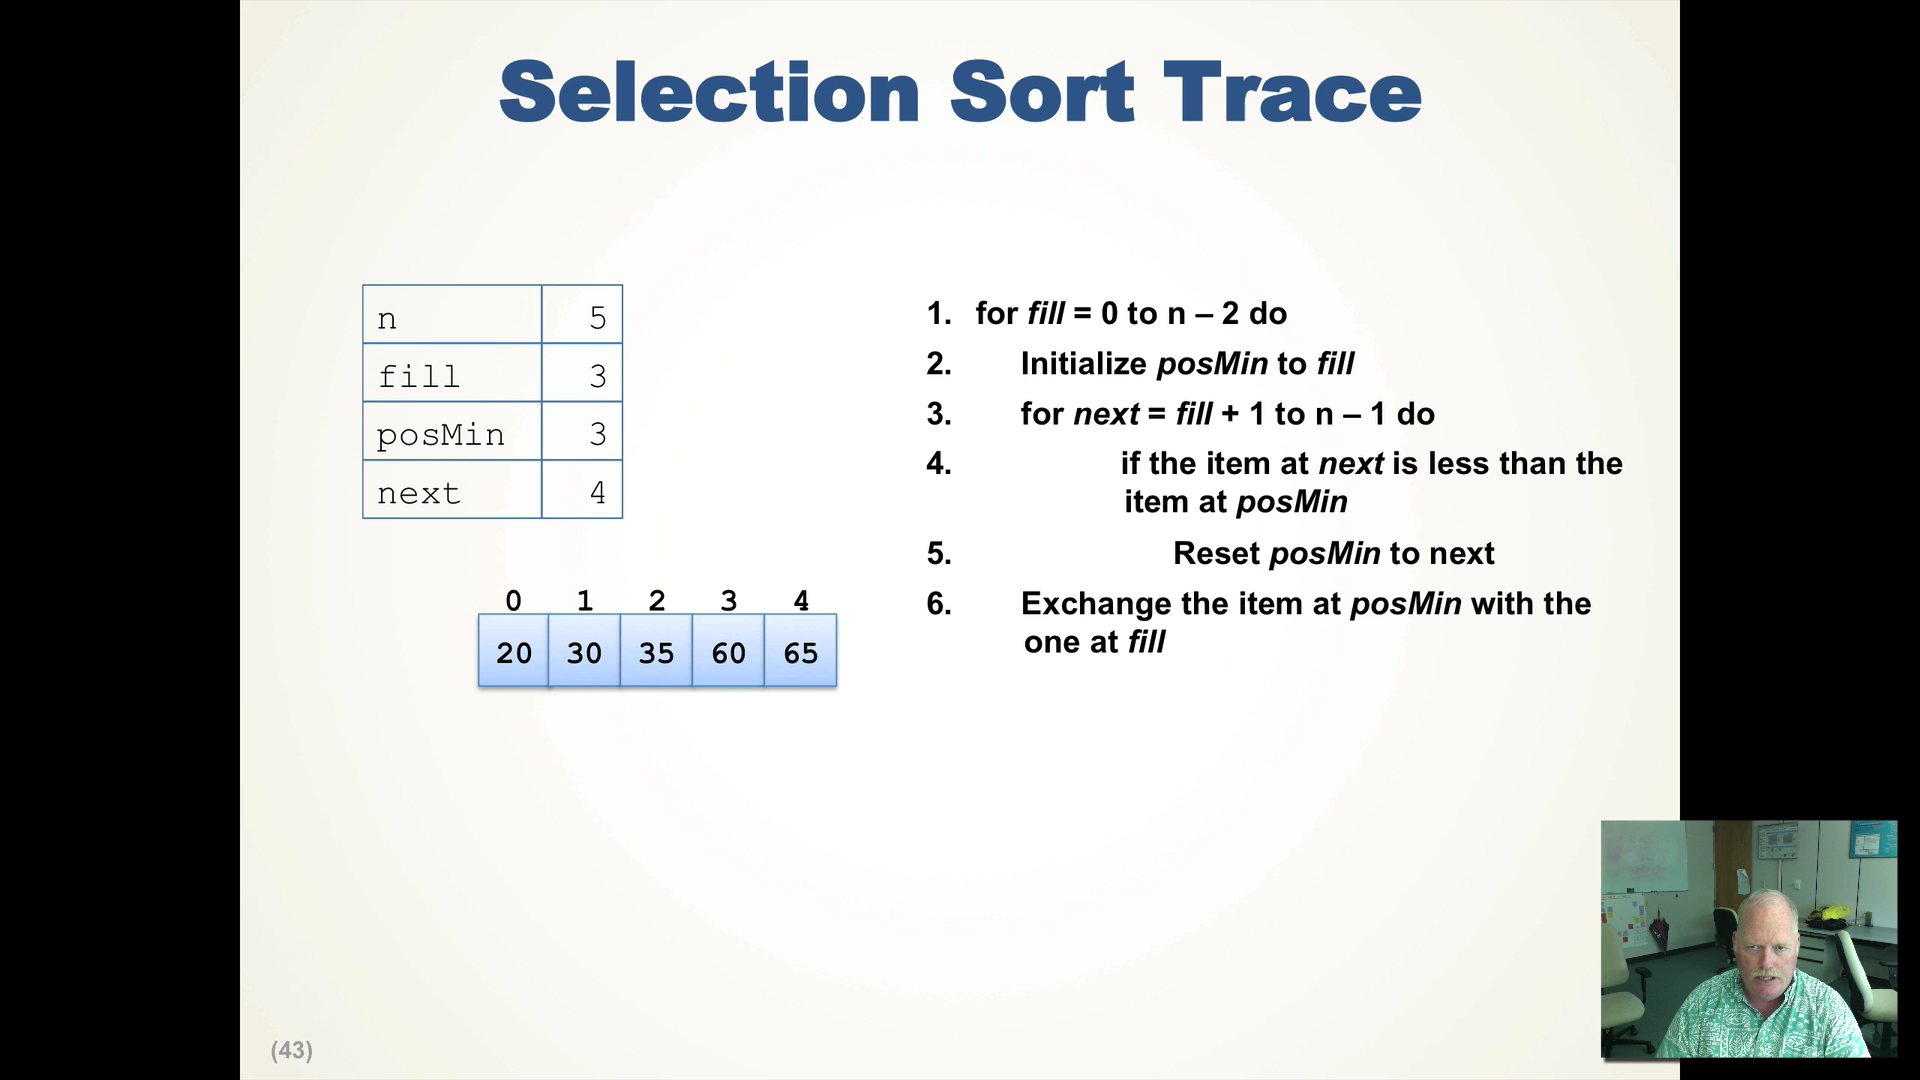 Selection Sort Trace
n 5
fill 3
posMin 3
next 4
0 1 2 3 4
20 30 35 60 65
1. for fill = 0 to n – 2 do
2. Initialize posMin to fill
3. for next = fill + 1 to n – 1 do
4. if the item at next is less than the
item at posMin
5. Reset posMin to next
6. Exchange the item at posMin with the
one at fill
(43)